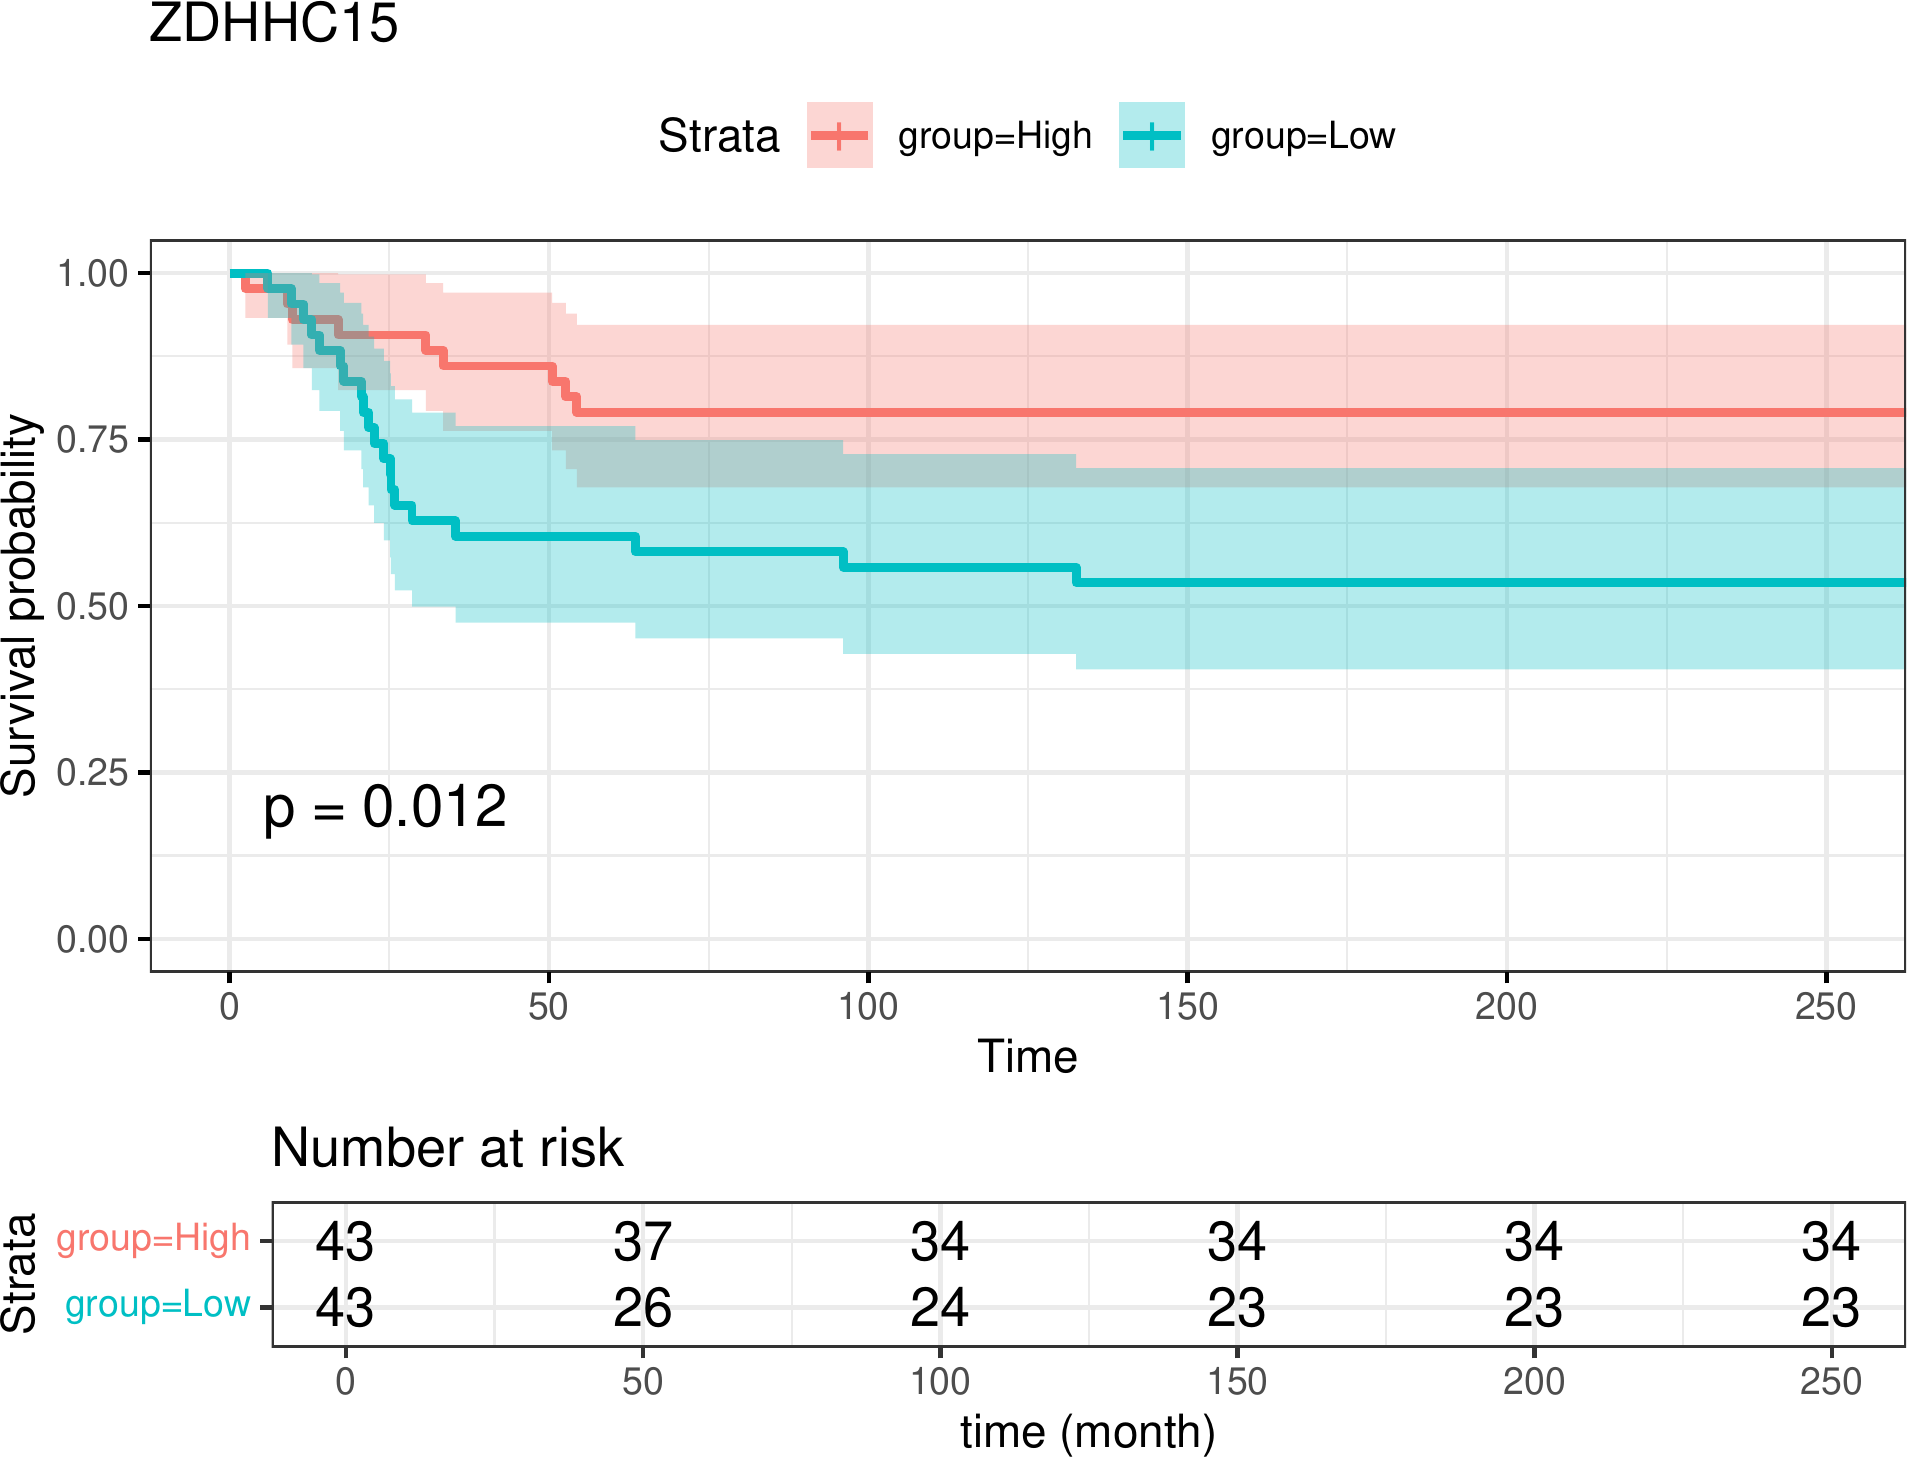 ZDHHC15
Strata group=High group=Low
Survival probability
1.00
0.75
0.50
0.25
0.00
p = 0.012
0 50 100 150 200 250
Time
Number at risk
Strata
group=High 43 37 34 34 34 34
group=Low 43 26 24 23 23 23
0 50 100 150 200 250
time (month)